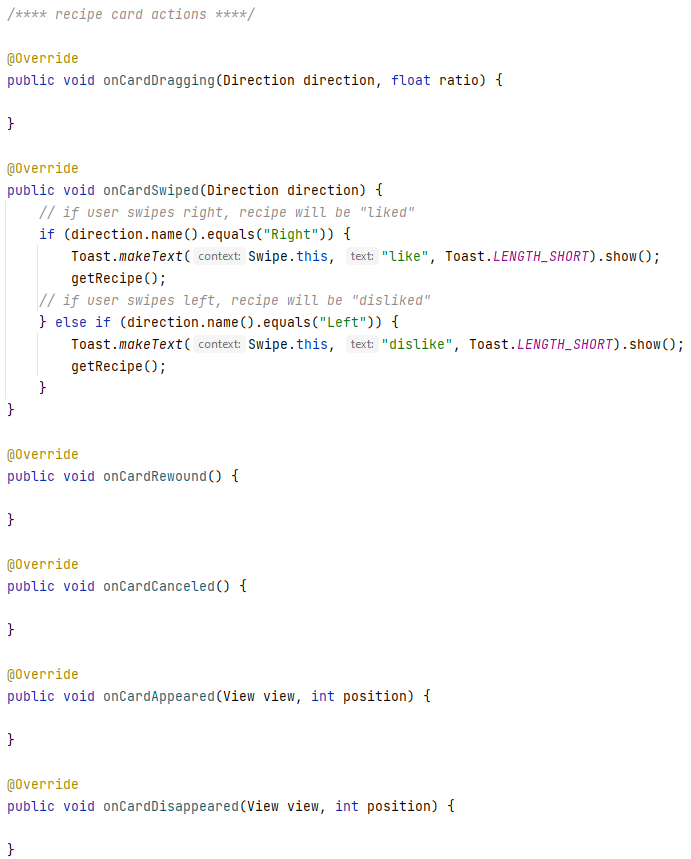 /**** recipe card actions ****/
@Override
public void onCardDragging(Direction direction, float ratio) {
}
@Override
public void onCardSwiped(Direction direction) {
// if user swipes right, recipe will be "liked"
if (direction.name().equals("Right")) {
Toast.makeText( context: Swipe.this, text: "like", Toast.LENGTH_SHORT).show();
getRecipe();
// if user swipes left, recipe will be "disliked"
} else if (direction.name().equals("Left")) {
Toast.makeText( context: Swipe.this, text: "dislike", Toast.LENGTH_SHORT).show();
getRecipe();
}
}
@Override
public void onCardRewound() {
}
@Override
public void onCardCanceled() {
}
@Override
public void onCardAppeared(View view, int position) {
}
@Override
public void onCardDisappeared(View view, int position) {
}